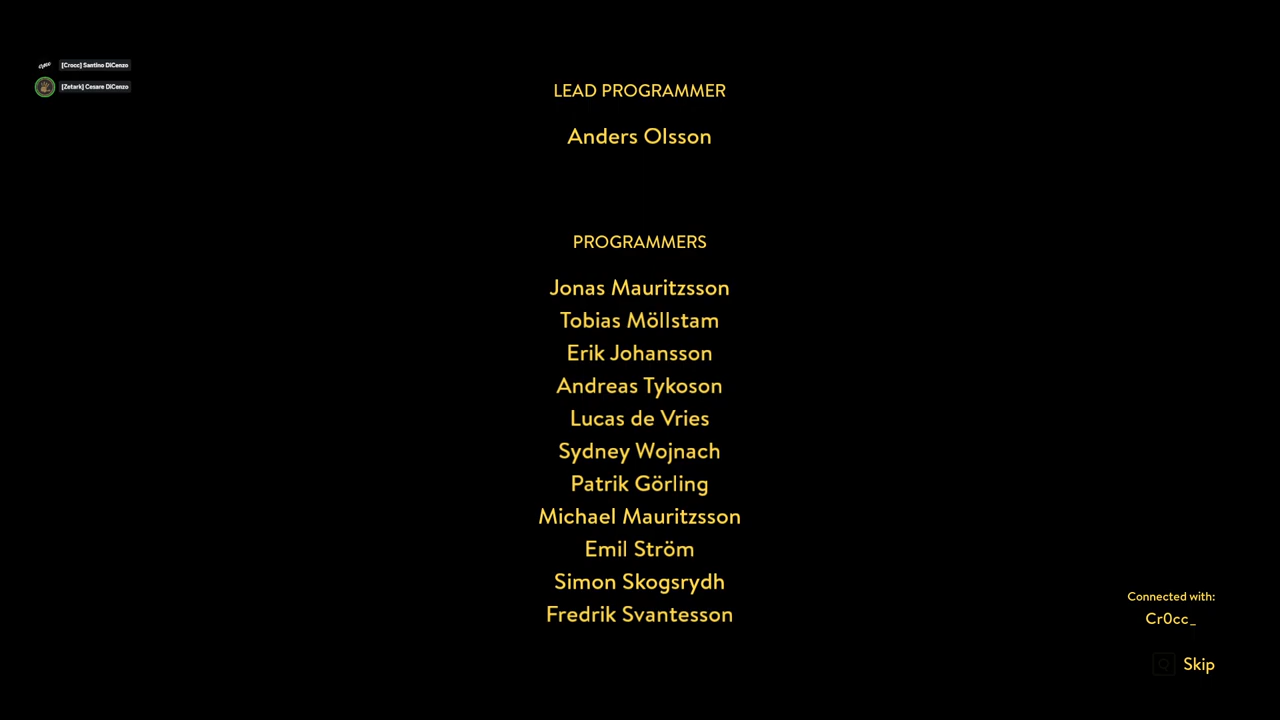 [Crocc] Santino DiCenzo
[Zetark] Cesare DiCenzo
LEAD PROGRAMMER
Anders Olsson
PROGRAMMERS
Jonas Mauritzsson
Tobias Möllstam
Erik Johansson
Andreas Tykoson
Lucas de Vries
Sydney Wojnach
Patrik Görling
Michael Mauritzsson
Emil Ström
Simon Skogsrydh
Fredrik Svantesson
Connected with:
Cr0cc_
Q Skip